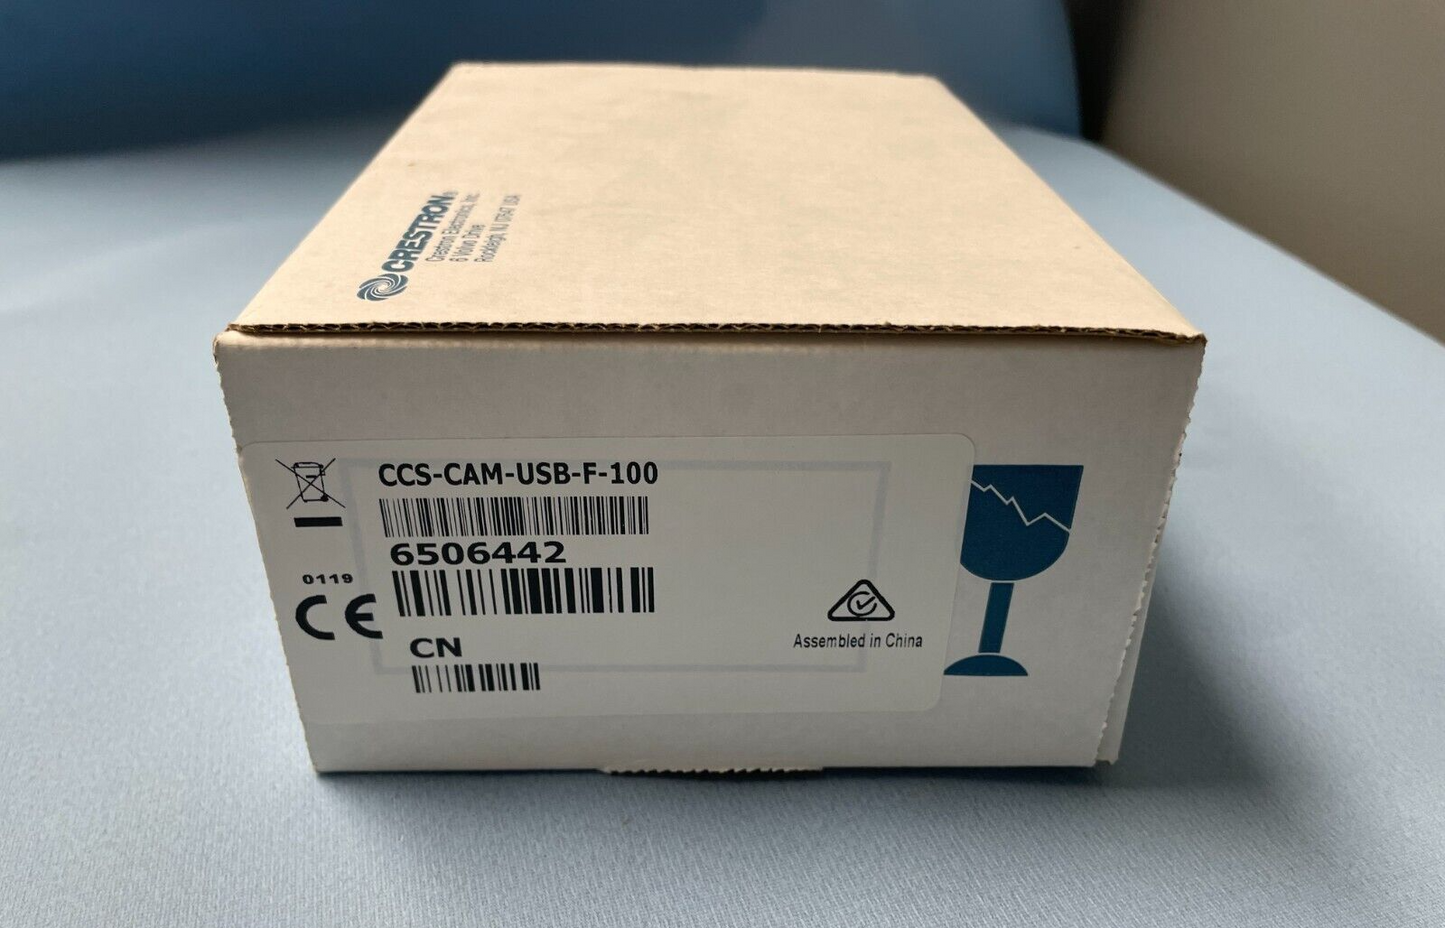 CRESTRON®
Crestron Electronics, Inc.
6 Volvo Drive
Rockleigh, NJ 07647 USA
CCS-CAM-USB-F-100
6506442
0119
CE
CN
Assembled in China